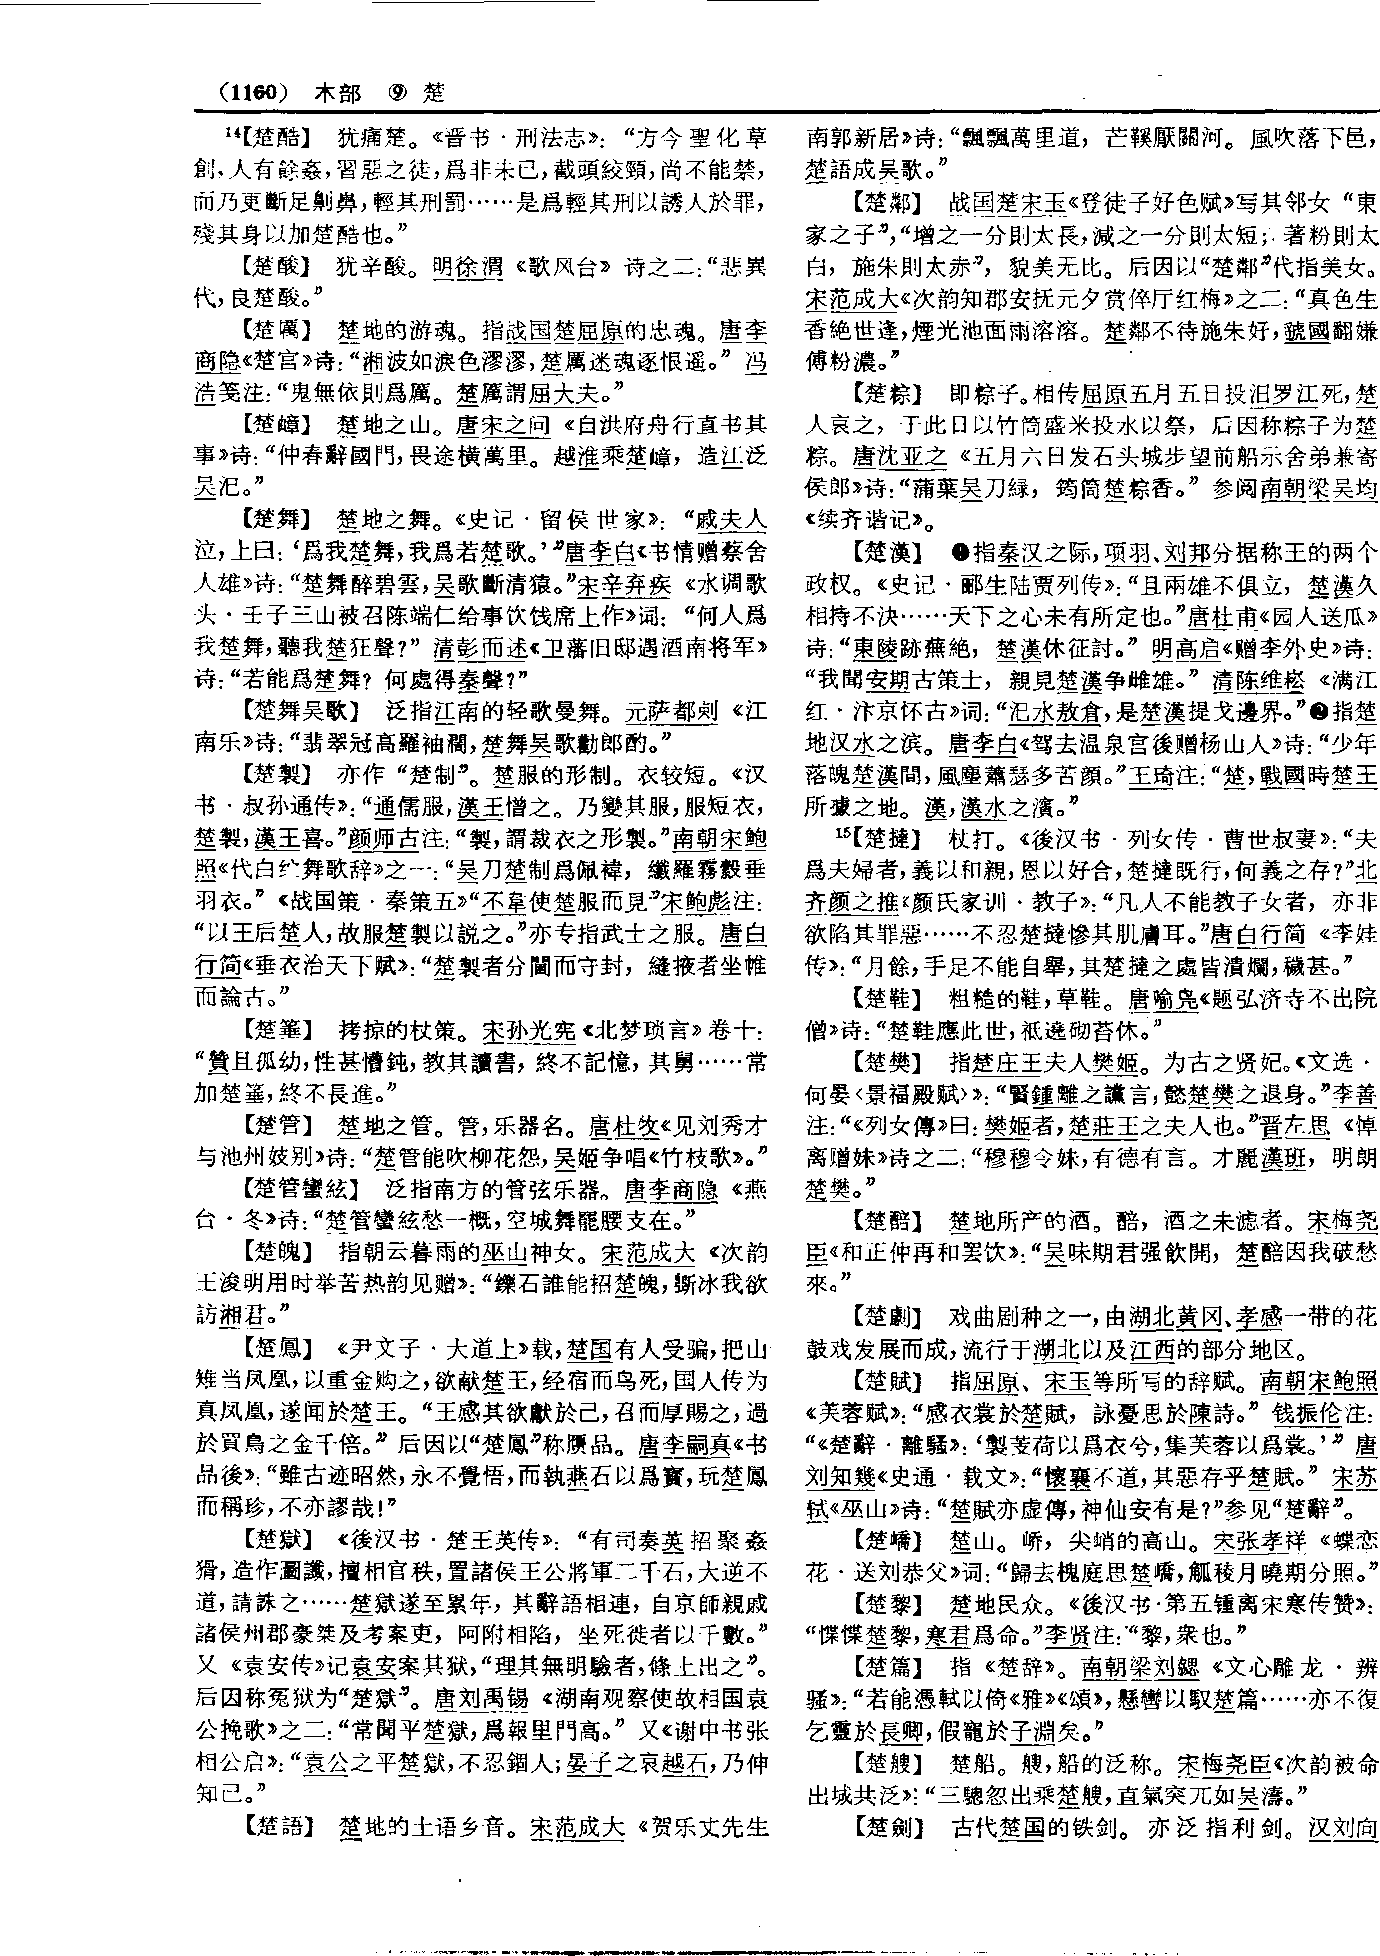 （1160） 木部 ⑨ 楚
14【楚酷】 犹痛楚。《晋书·刑法志》：“方今聖化草
創，人有餘姦，習惡之徒，爲非未已，截頭絞頸，尚不能禁，
而乃更斷足劓鼻，輕其刑罰……是爲輕其刑以誘人於罪，
殘其身以加楚酷也。”
【楚酸】 犹辛酸。明徐渭《歌风台》诗之二：“悲異
代，良楚酸。”
【楚厲】 楚地的游魂。指战国楚屈原的忠魂。唐李
商隐《楚宫》诗：“湘波如淚色漻漻，楚厲迷魂逐恨遥。” 冯
浩笺注：“鬼無依則爲厲。楚厲謂屈大夫。”
【楚嶂】 楚地之山。唐宋之问《自洪府舟行直书其
事》诗：“仲春辭國門，畏途横萬里。越淮乘楚嶂，造江泛
吴汜。”
【楚舞】 楚地之舞。《史记·留侯世家》：“戚夫人
泣，上曰：‘爲我楚舞，我爲若楚歌。’”唐李白《书情赠蔡舍
人雄》诗：“楚舞醉碧雲，吴歌斷清猿。”宋辛弃疾《水调歌
头·壬子三山被召陈端仁给事饮饯席上作》词：“何人爲
我楚舞，聽我楚狂聲？” 清彭而述《卫藩旧邸遇酒南将军》
诗：“若能爲楚舞？何處得秦聲？”
【楚舞吴歌】 泛指江南的轻歌曼舞。元萨都剌《江
南乐》诗：“翡翠冠高羅袖闊，楚舞吴歌勸郎酌。”
【楚製】 亦作“楚制”。楚服的形制。衣较短。《汉
书·叔孙通传》：“通儒服，漢王憎之。乃變其服，服短衣，
楚製，漢王喜。”颜师古注：“製，謂裁衣之形製。”南朝宋鲍
照《代白纻舞歌辞》之一：“吴刀楚制爲佩褘，纖羅霧縠垂
羽衣。”《战国策·秦策五》“不韋使楚服而見”宋鲍彪注：
“以王后楚人，故服楚製以説之。”亦专指武士之服。唐白
行简《垂衣治天下赋》：“楚製者分閫而守封，縫掖者坐帷
而論古。”
【楚箠】 拷掠的杖策。宋孙光宪《北梦琐言》卷十：
“贊且孤幼，性甚懵鈍，教其讀書，終不記憶，其舅……常
加楚箠，終不長進。”
【楚管】 楚地之管。管，乐器名。唐杜牧《见刘秀才
与池州妓别》诗：“楚管能吹柳花怨，吴姬争唱《竹枝歌》。”
【楚管蠻絃】 泛指南方的管弦乐器。唐李商隐《燕
台·冬》诗：“楚管蠻絃愁一概，空城舞罷腰支在。”
【楚魄】 指朝云暮雨的巫山神女。宋范成大《次韵
王浚明用时举苦热韵见赠》：“鑠石誰能招楚魄，斲冰我欲
訪湘君。”
【楚鳳】 《尹文子·大道上》载，楚国有人受骗，把山
雉当凤凰，以重金购之，欲献楚王，经宿而鸟死，国人传为
真凤凰，遂闻於楚王。“王感其欲獻於己，召而厚賜之，過
於買鳥之金千倍。” 后因以“楚鳳”称赝品。唐李嗣真《书
品後》：“雖古迹昭然，永不覺悟，而執燕石以爲寳，玩楚鳳
而稱珍，不亦謬哉！”
【楚獄】 《後汉书·楚王英传》：“有司奏英招聚姦
猾，造作圖讖，擅相官秩，置諸侯王公將軍二千石，大逆不
道，請誅之……楚獄遂至累年，其辭語相連，自京師親戚
諸侯州郡豪桀及考案吏，阿附相陷，坐死徙者以千數。”
又《袁安传》记袁安案其狱，“理其無明驗者，條上出之”。
后因称冤狱为“楚獄”。唐刘禹锡《湖南观察使故相国袁
公挽歌》之二：“常聞平楚獄，爲報里門高。” 又《谢中书张
相公启》：“袁公之平楚獄，不忍錮人；晏子之哀越石，乃伸
知己。”
【楚語】 楚地的土语乡音。宋范成大《贺乐丈先生
南郭新居》诗：“飄飄萬里道，芒鞵厭關河。風吹落下邑，
楚語成吴歌。”
【楚鄰】 战国楚宋玉《登徒子好色赋》写其邻女“東
家之子”，“增之一分則太長，減之一分則太短；著粉則太
白，施朱則太赤”，貌美无比。后因以“楚鄰”代指美女。
宋范成大《次韵知郡安抚元夕赏倅厅红梅》之二：“真色生
香絶世逢，煙光池面雨溶溶。楚鄰不待施朱好，虢國翻嫌
傅粉濃。”
【楚粽】 即粽子。相传屈原五月五日投汨罗江死，楚
人哀之，于此日以竹筒盛米投水以祭，后因称粽子为楚
粽。唐沈亚之《五月六日发石头城步望前船示舍弟兼寄
侯郎》诗：“蒲葉吴刀緑，筠筒楚粽香。” 参阅南朝梁吴均
《续齐谐记》。
【楚漢】 ❶指秦汉之际，项羽、刘邦分据称王的两个
政权。《史记·郦生陆贾列传》：“且兩雄不俱立，楚漢久
相持不決……天下之心未有所定也。”唐杜甫《园人送瓜》
诗：“東陵跡蕪絶，楚漢休征討。” 明高启《赠李外史》诗：
“我聞安期古策士，親見楚漢争雌雄。” 清陈维崧《满江
红·汴京怀古》词：“汜水敖倉，是楚漢提戈邊界。”❷指楚
地汉水之滨。唐李白《驾去温泉宫後赠杨山人》诗：“少年
落魄楚漢間，風塵蕭瑟多苦顔。”王琦注：“楚，戰國時楚王
所據之地。漢，漢水之濱。”
15【楚撻】 杖打。《後汉书·列女传·曹世叔妻》：“夫
爲夫婦者，義以和親，恩以好合，楚撻既行，何義之存？”北
齐颜之推《颜氏家训·教子》：“凡人不能教子女者，亦非
欲陷其罪惡……不忍楚撻慘其肌膚耳。”唐白行简《李娃
传》：“月餘，手足不能自舉，其楚撻之處皆潰爛，穢甚。”
【楚鞋】 粗糙的鞋，草鞋。唐喻凫《题弘济寺不出院
僧》诗：“楚鞋應此世，祇遶砌苔休。”
【楚樊】 指楚庄王夫人樊姬。为古之贤妃。《文选·
何晏〈景福殿赋〉》：“賢鍾離之讜言，懿楚樊之退身。”李善
注：“《列女傳》曰：樊姬者，楚莊王之夫人也。”晋左思《悼
离赠妹》诗之二：“穆穆令妹，有德有言。才麗漢班，明朗
楚樊。”
【楚醅】 楚地所产的酒。醅，酒之未滤者。宋梅尧
臣《和正仲再和罢饮》：“吴味期君强飲開，楚醅因我破愁
來。”
【楚劇】 戏曲剧种之一，由湖北黄冈、孝感一带的花
鼓戏发展而成，流行于湖北以及江西的部分地区。
【楚賦】 指屈原、宋玉等所写的辞赋。南朝宋鲍照
《芙蓉赋》：“感衣裳於楚賦，詠憂思於陳詩。” 钱振伦注：
“《楚辭·離騷》：‘製芰荷以爲衣兮，集芙蓉以爲裳。’” 唐
刘知幾《史通·载文》：“懷襄不道，其惡存乎楚賦。” 宋苏
轼《巫山》诗：“楚賦亦虚傳，神仙安有是？”参见“楚辭”。
【楚嶠】 楚山。峤，尖峭的高山。宋张孝祥《蝶恋
花·送刘恭父》词：“歸去槐庭思楚嶠，觚稜月曉期分照。”
【楚黎】 楚地民众。《後汉书·第五锺离宋寒传赞》：
“惵惵楚黎，寒君爲命。”李贤注：“黎，衆也。”
【楚篇】 指《楚辞》。南朝梁刘勰《文心雕龙·辨
骚》：“若能憑軾以倚《雅》《頌》，懸轡以馭楚篇……亦不復
乞靈於長卿，假寵於子淵矣。”
【楚艘】 楚船。艘，船的泛称。宋梅尧臣《次韵被命
出城共泛》：“三驄忽出乘楚艘，直氣突兀如吴濤。”
【楚劍】 古代楚国的铁剑。亦泛指利剑。汉刘向